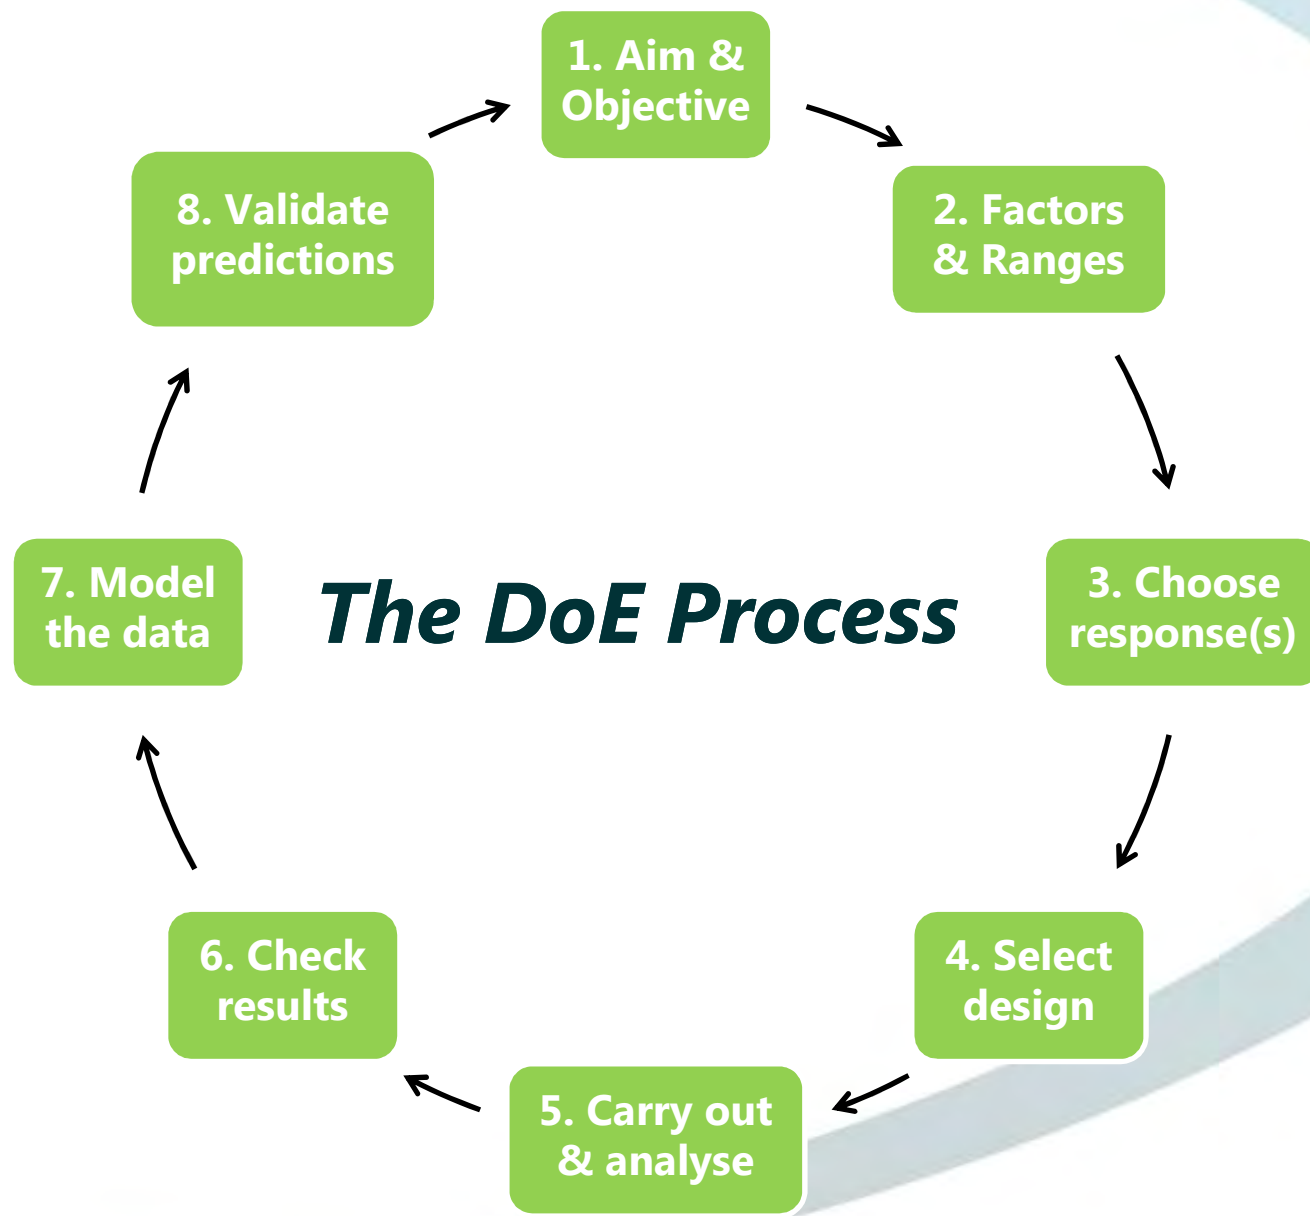 1. Aim &
Objective
2. Factors
& Ranges
3. Choose
response(s)
4. Select
design
5. Carry out
& analyse
6. Check
results
7. Model
the data
8. Validate
predictions
The DoE Process